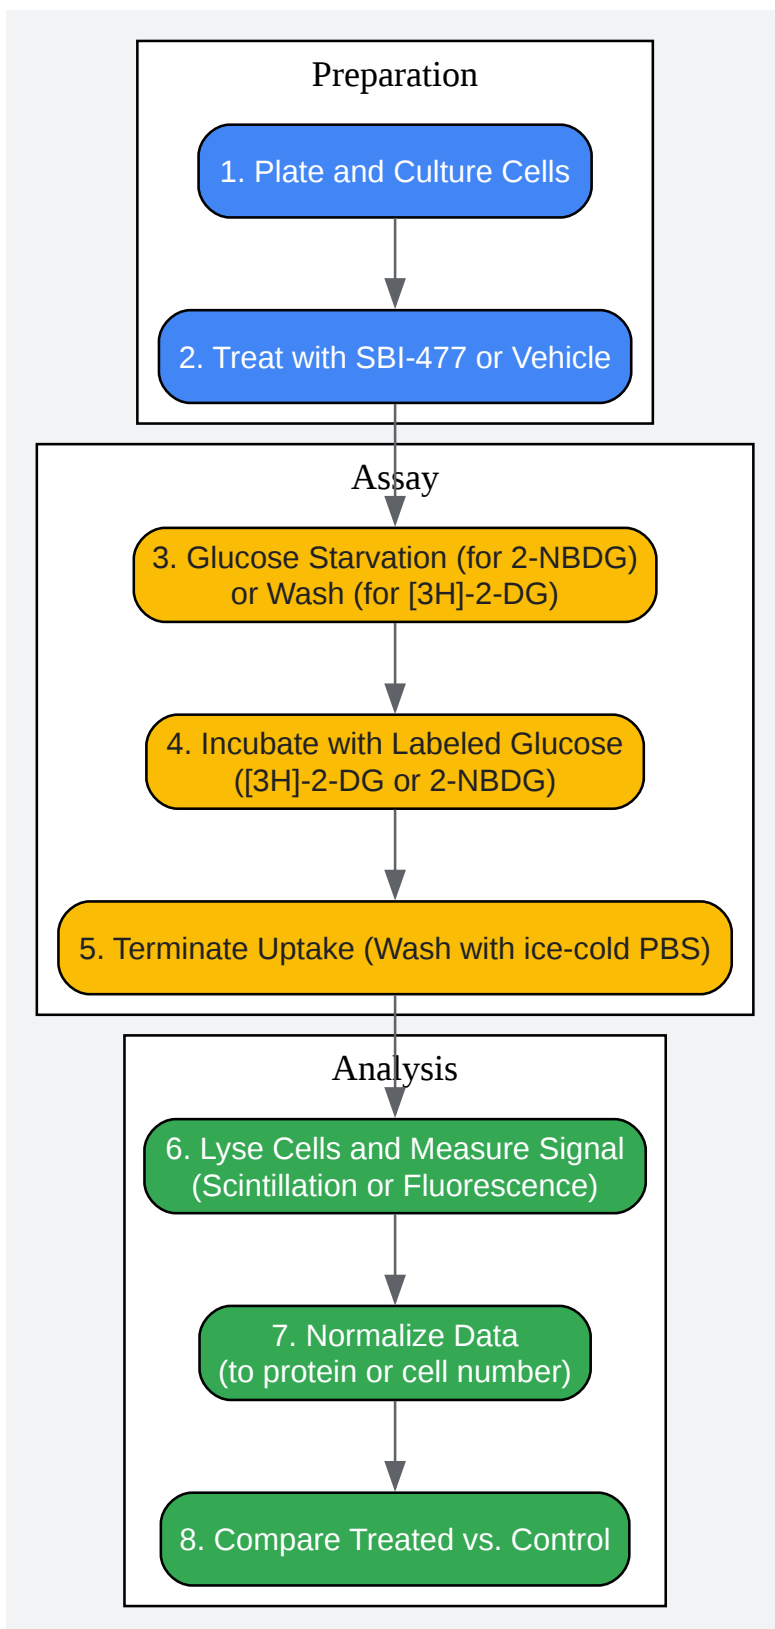 Preparation
1. Plate and Culture Cells
2. Treat with SBI-477 or Vehicle
Assay
3. Glucose Starvation (for 2-NBDG)
or Wash (for [3H]-2-DG)
4. Incubate with Labeled Glucose
([3H]-2-DG or 2-NBDG)
5. Terminate Uptake (Wash with ice-cold PBS)
Analysis
6. Lyse Cells and Measure Signal
(Scintillation or Fluorescence)
7. Normalize Data
(to protein or cell number)
8. Compare Treated vs. Control